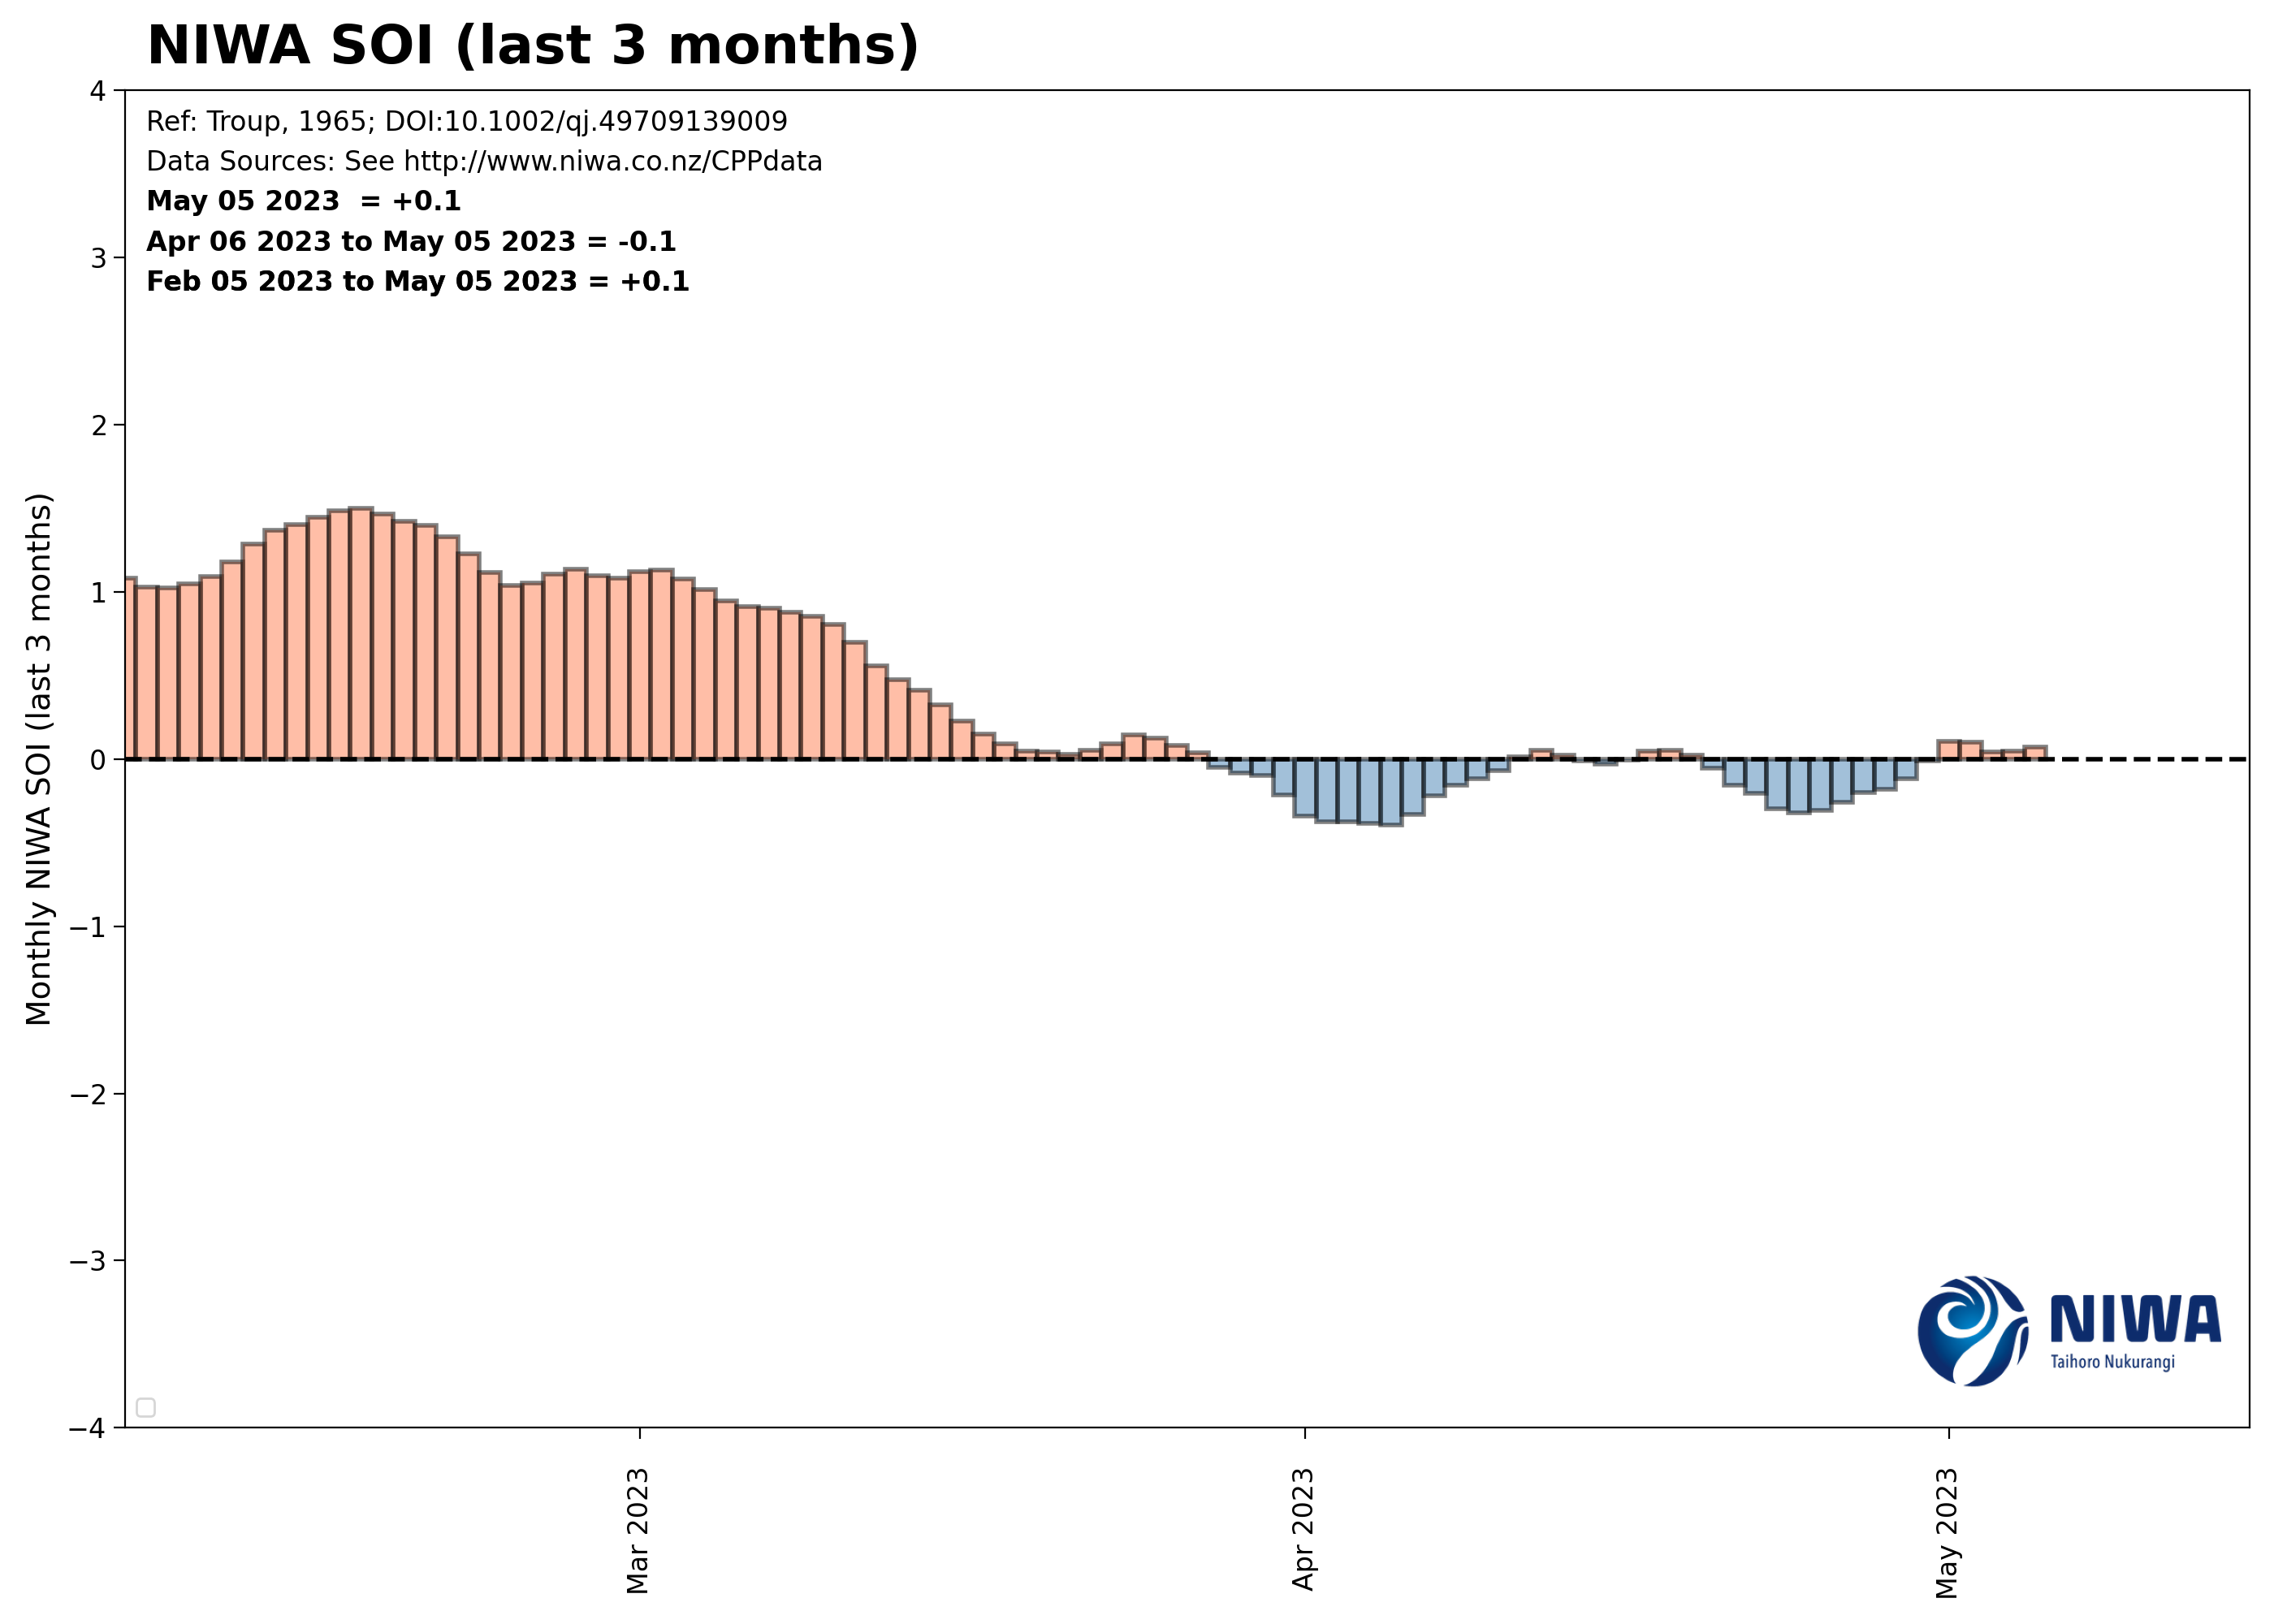 NIWA SOI (last 3 months)
Ref: Troup, 1965; DOI:10.1002/qj.49709139009
Data Sources: See http://www.niwa.co.nz/CPPdata
May 05 2023  = +0.1
Apr 06 2023 to May 05 2023 = -0.1
Feb 05 2023 to May 05 2023 = +0.1
Monthly NIWA SOI (last 3 months)
4
3
2
1
0
−1
−2
−3
−4
Mar 2023
Apr 2023
May 2023
NIWA
Taihoro Nukurangi